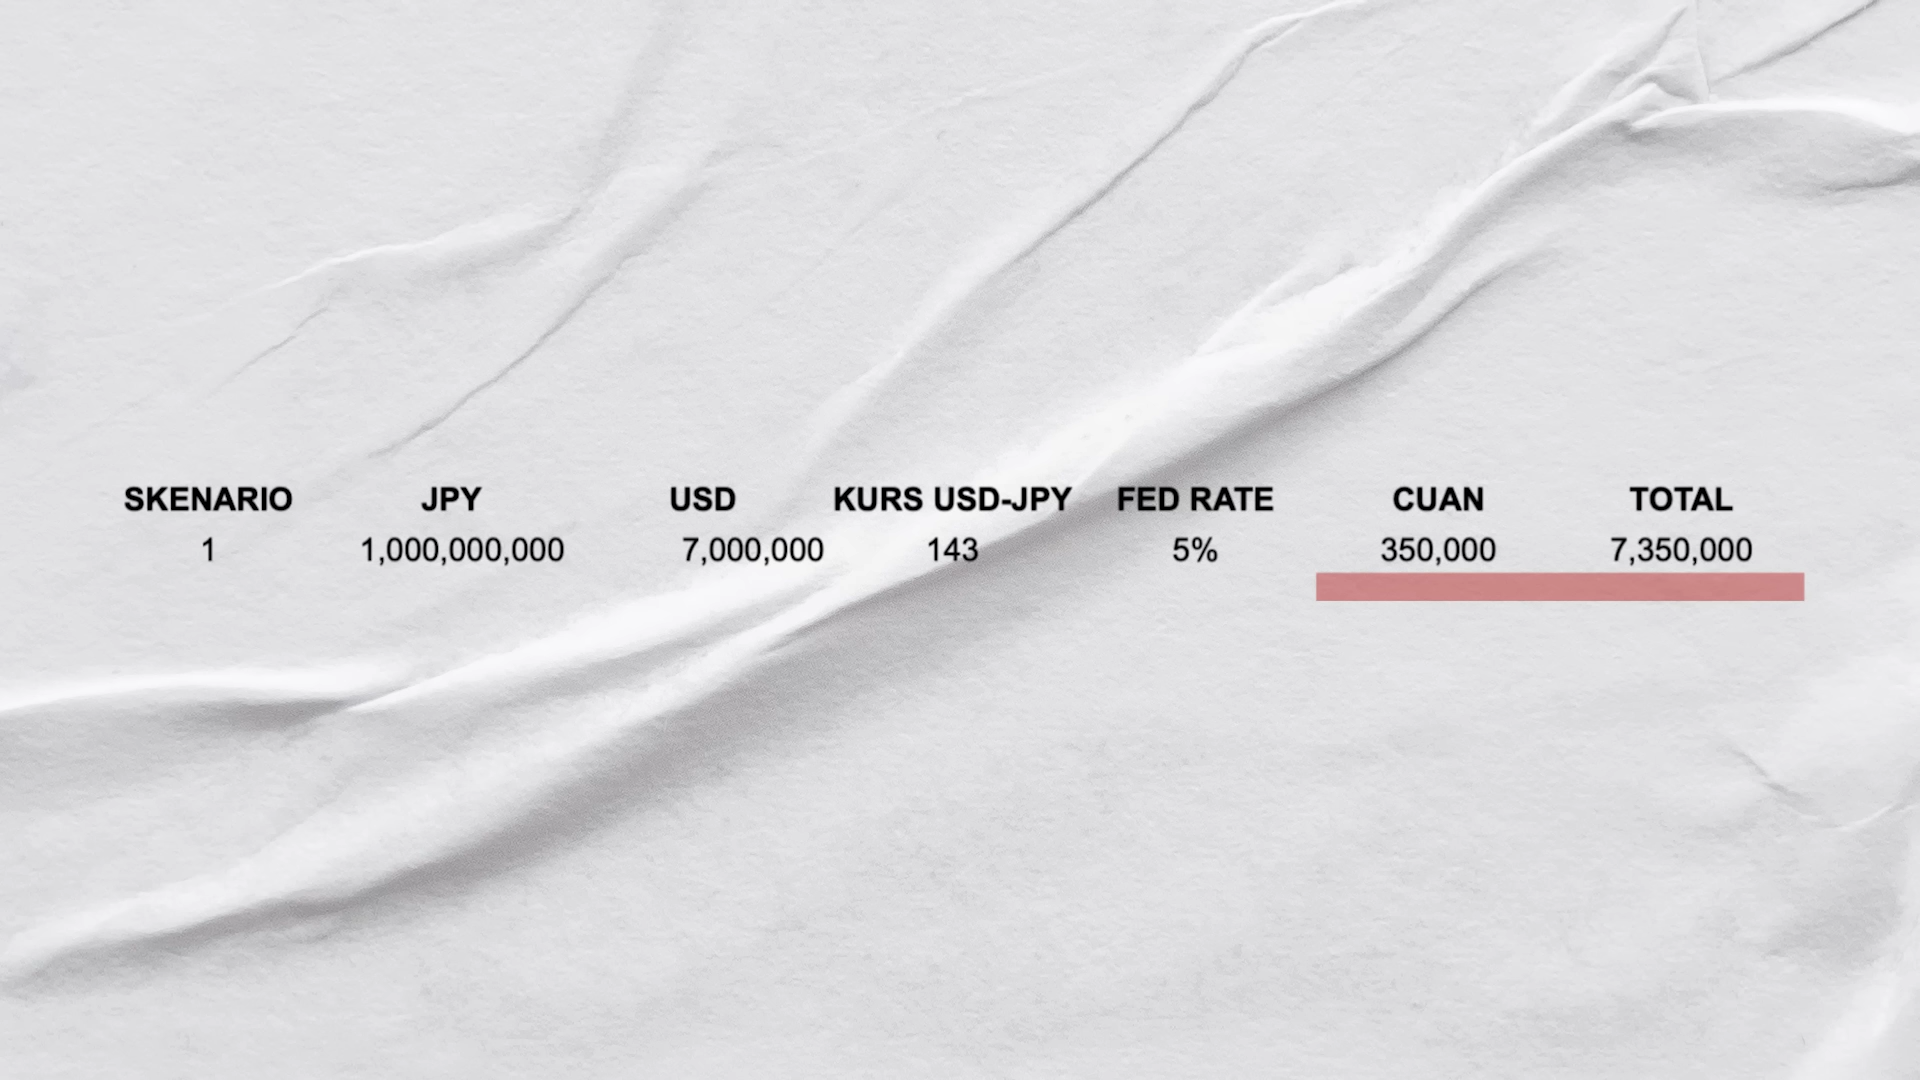 SKENARIO JPY USD KURS USD-JPY FED RATE CUAN TOTAL
1 1,000,000,000 7,000,000 143 5% 350,000 7,350,000